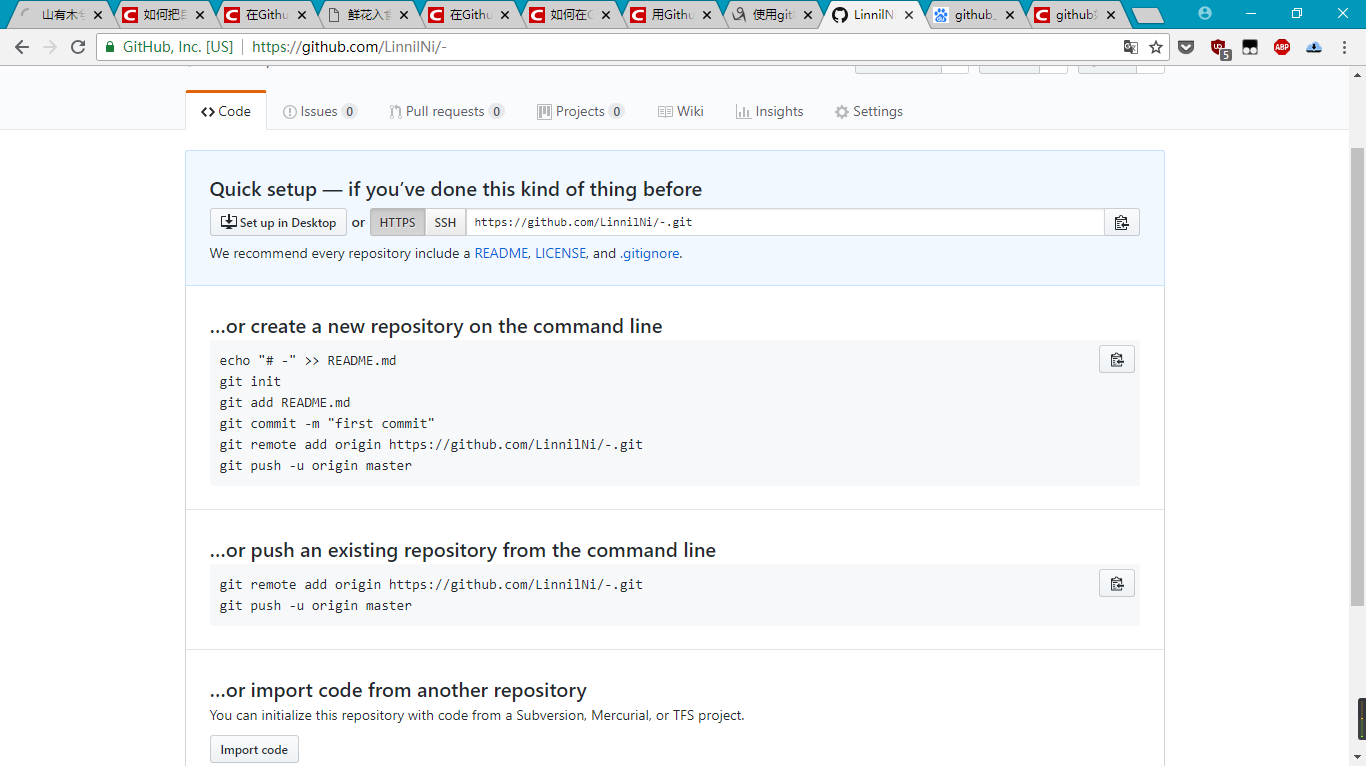 山有木兮
如何把自
在Githu
鲜花入
在Githu
如何在G
用Githu
使用git
LinnilN
github_
github
GitHub, Inc. [US] https://github.com/LinnilNi/-
5
ABP
Code Issues 0 Pull requests 0 Projects 0 Wiki Insights Settings
Quick setup — if you’ve done this kind of thing before
Set up in Desktop or HTTPS SSH https://github.com/LinnilNi/-.git
We recommend every repository include a README, LICENSE, and .gitignore.
…or create a new repository on the command line
echo "# -" >> README.md
git init
git add README.md
git commit -m "first commit"
git remote add origin https://github.com/LinnilNi/-.git
git push -u origin master
…or push an existing repository from the command line
git remote add origin https://github.com/LinnilNi/-.git
git push -u origin master
…or import code from another repository
You can initialize this repository with code from a Subversion, Mercurial, or TFS project.
Import code